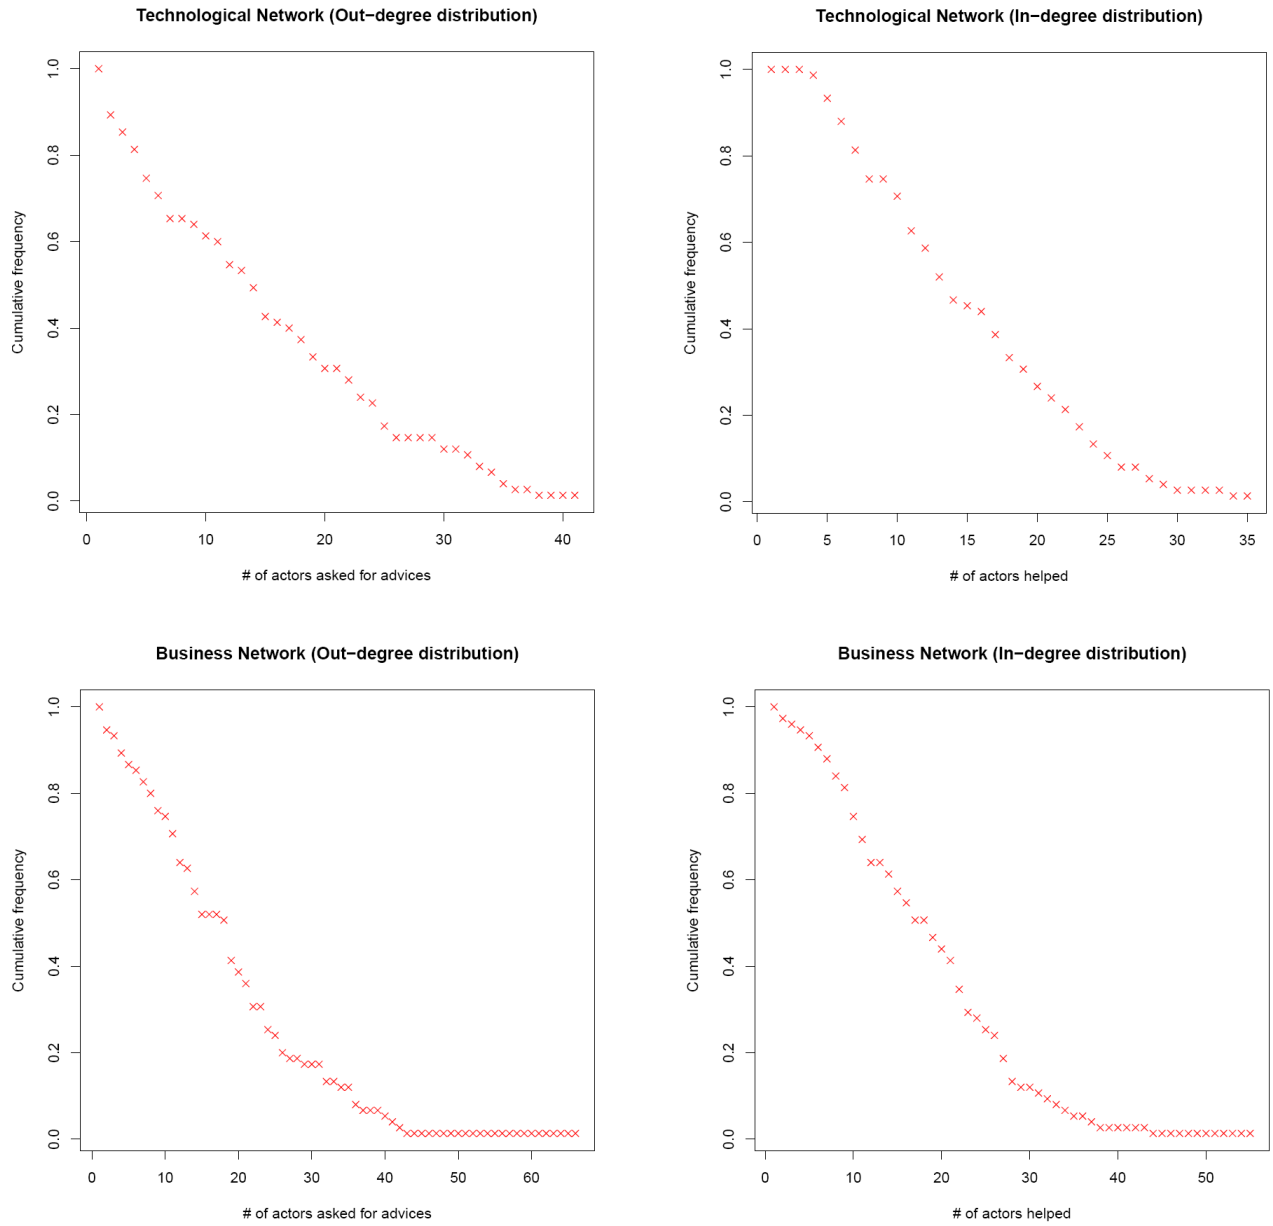 Technological Network (Out−degree distribution)
Cumulative frequency
1.0
0.8
0.6
0.4
0.2
0.0
0 10 20 30 40
# of actors asked for advices
Technological Network (In−degree distribution)
Cumulative frequency
1.0
0.8
0.6
0.4
0.2
0.0
0 5 10 15 20 25 30 35
# of actors helped
Business Network (Out−degree distribution)
Cumulative frequency
1.0
0.8
0.6
0.4
0.2
0.0
0 10 20 30 40 50 60
# of actors asked for advices
Business Network (In−degree distribution)
Cumulative frequency
1.0
0.8
0.6
0.4
0.2
0.0
0 10 20 30 40 50
# of actors helped